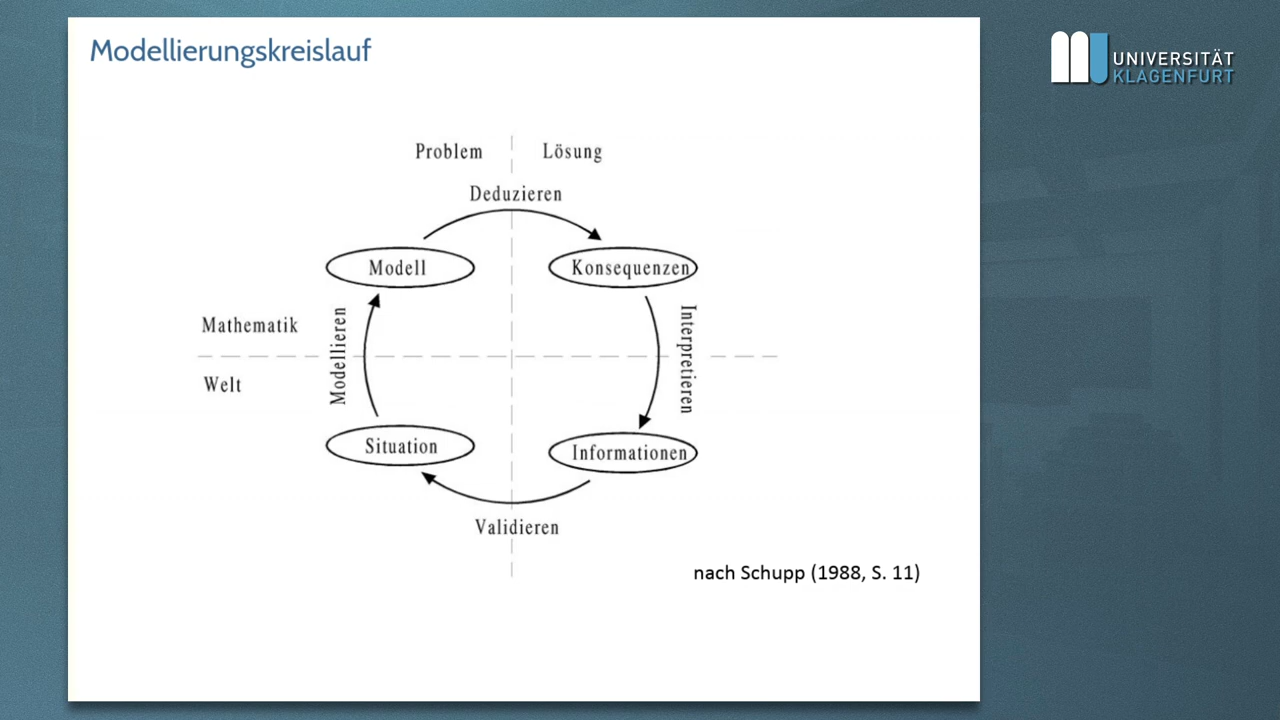 Modellierungskreislauf
UNIVERSITÄT
KLAGENFURT
Problem
Lösung
Deduzieren
Modell
Konsequenzen
Mathematik
Modellieren
Interpretieren
Welt
Situation
Informationen
Validieren
nach Schupp (1988, S. 11)